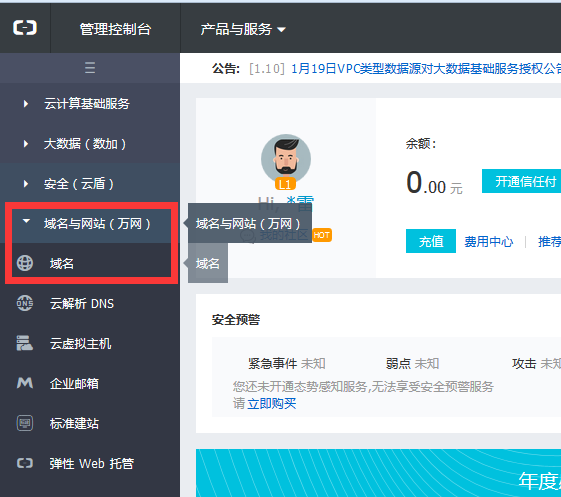 管理控制台
产品与服务
公告: [1.10] 1月19日VPC类型数据源对大数据基础服务授权公告
云计算基础服务
大数据（数加）
安全（云盾）
域名与网站（万网）
域名
云解析 DNS
云虚拟主机
企业邮箱
标准建站
弹性 Web 托管
域名与网站（万网）
域名
L1
Hi, *雷
HOT
余额：
0.00 元
开通信任付
充值
费用中心
推荐
安全预警
紧急事件 未知
弱点 未知
攻击 未知
您还未开通态势感知服务,无法享受安全预警服务
请 立即购买
DNS
年度